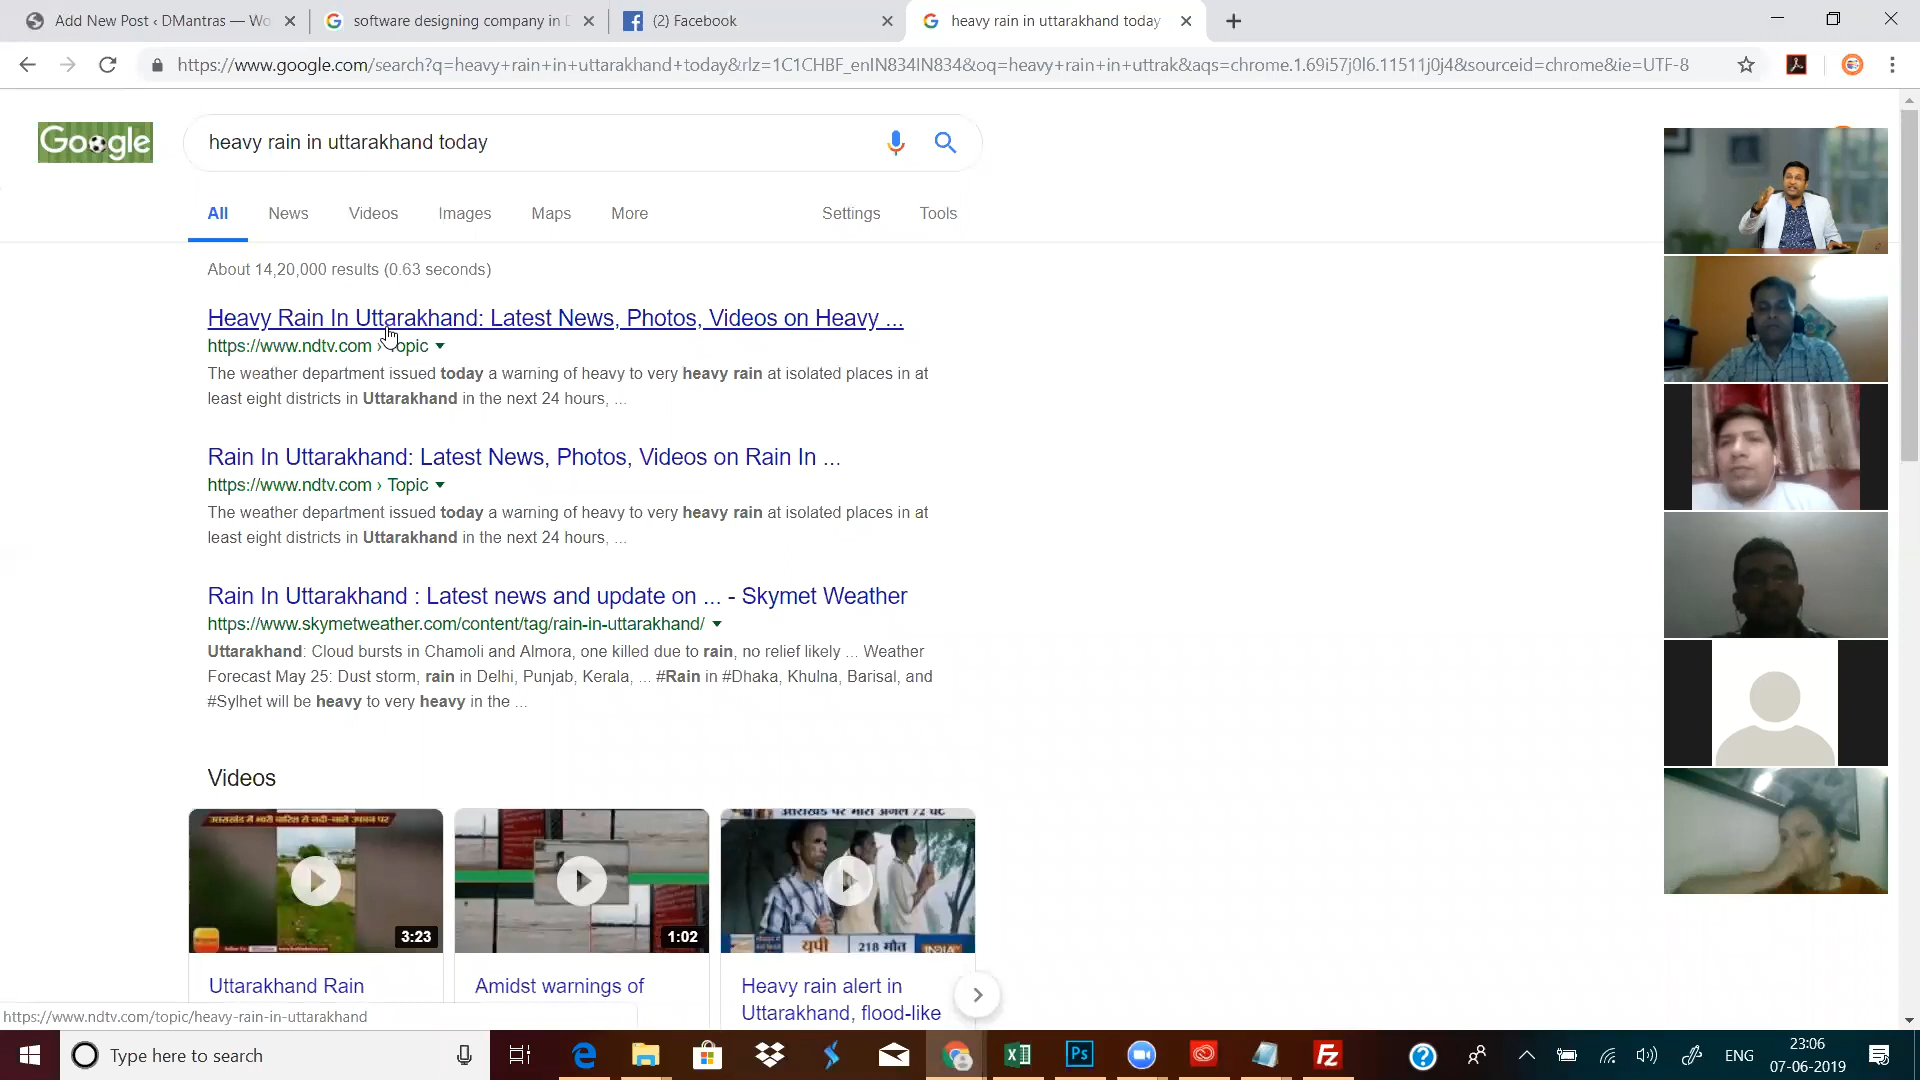 Add New Post ‹ DMantras — Wo
software designing company in D
(2) Facebook
heavy rain in uttarakhand today
https://www.google.com/search?q=heavy+rain+in+uttarakhand+today&rlz=1C1CHBF_enIN834IN834&oq=heavy+rain+in+uttrak&aqs=chrome.1.69i57j0l6.11511j0j4&sourceid=chrome&ie=UTF-8
Google
heavy rain in uttarakhand today
All News Videos Images Maps More Settings Tools
About 14,20,000 results (0.63 seconds)
Heavy Rain In Uttarakhand: Latest News, Photos, Videos on Heavy ...
https://www.ndtv.com › Topic
The weather department issued today a warning of heavy to very heavy rain at isolated places in at
least eight districts in Uttarakhand in the next 24 hours, ...
Rain In Uttarakhand: Latest News, Photos, Videos on Rain In ...
https://www.ndtv.com › Topic
The weather department issued today a warning of heavy to very heavy rain at isolated places in at
least eight districts in Uttarakhand in the next 24 hours, ...
Rain In Uttarakhand : Latest news and update on ... - Skymet Weather
https://www.skymetweather.com/content/tag/rain-in-uttarakhand/
Uttarakhand: Cloud bursts in Chamoli and Almora, one killed due to rain, no relief likely ... Weather
Forecast May 25: Dust storm, rain in Delhi, Punjab, Kerala, ... #Rain in #Dhaka, Khulna, Barisal, and
#Sylhet will be heavy to very heavy in the ...
Videos
उत्तराखंड में भारी बारिश से नदी-नाले उफान पर
3:23
1:02
यूपी 218 मौत
INDIA
Uttarakhand Rain
Amidst warnings of
Heavy rain alert in
Uttarakhand, flood-like
https://www.ndtv.com/topic/heavy-rain-in-uttarakhand
Type here to search
Ps
Fz
ENG
23:06
07-06-2019